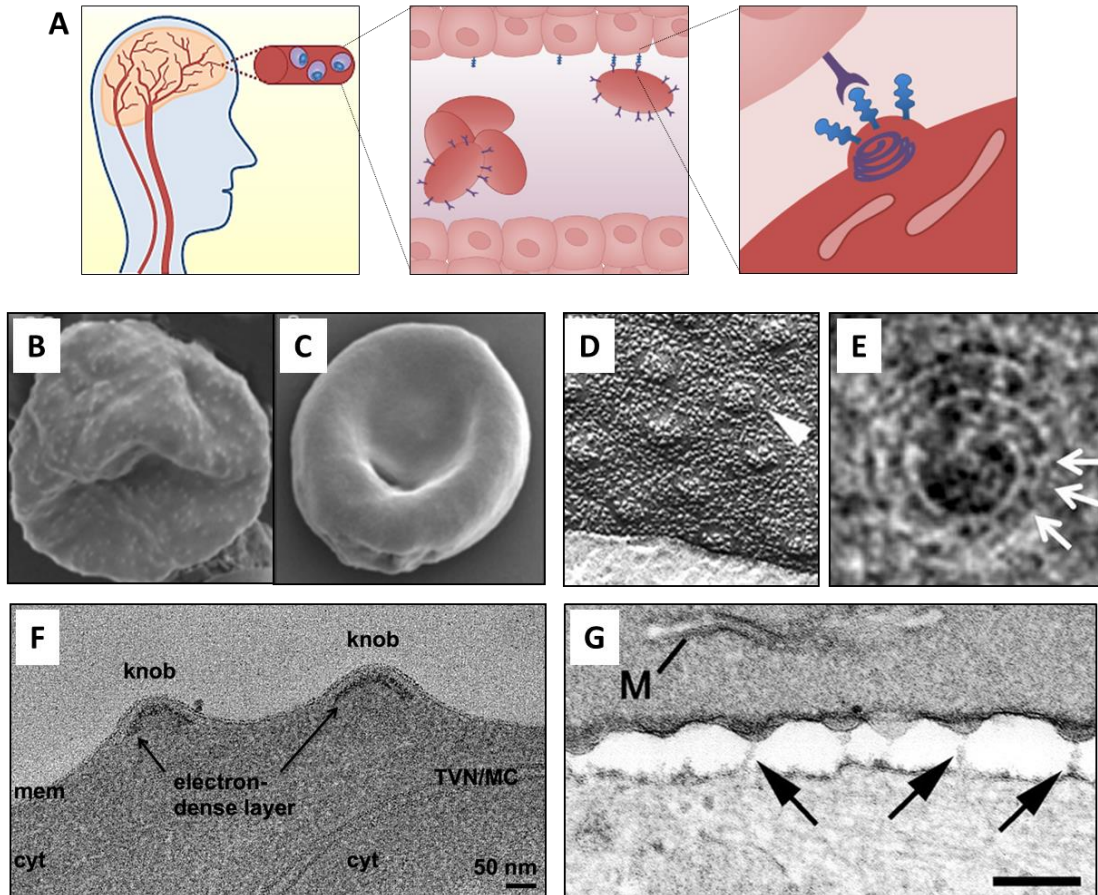 A
B
C
D
E
F
knob
knob
electron-
dense layer
mem
TVN/MC
cyt
cyt
50 nm
G
M